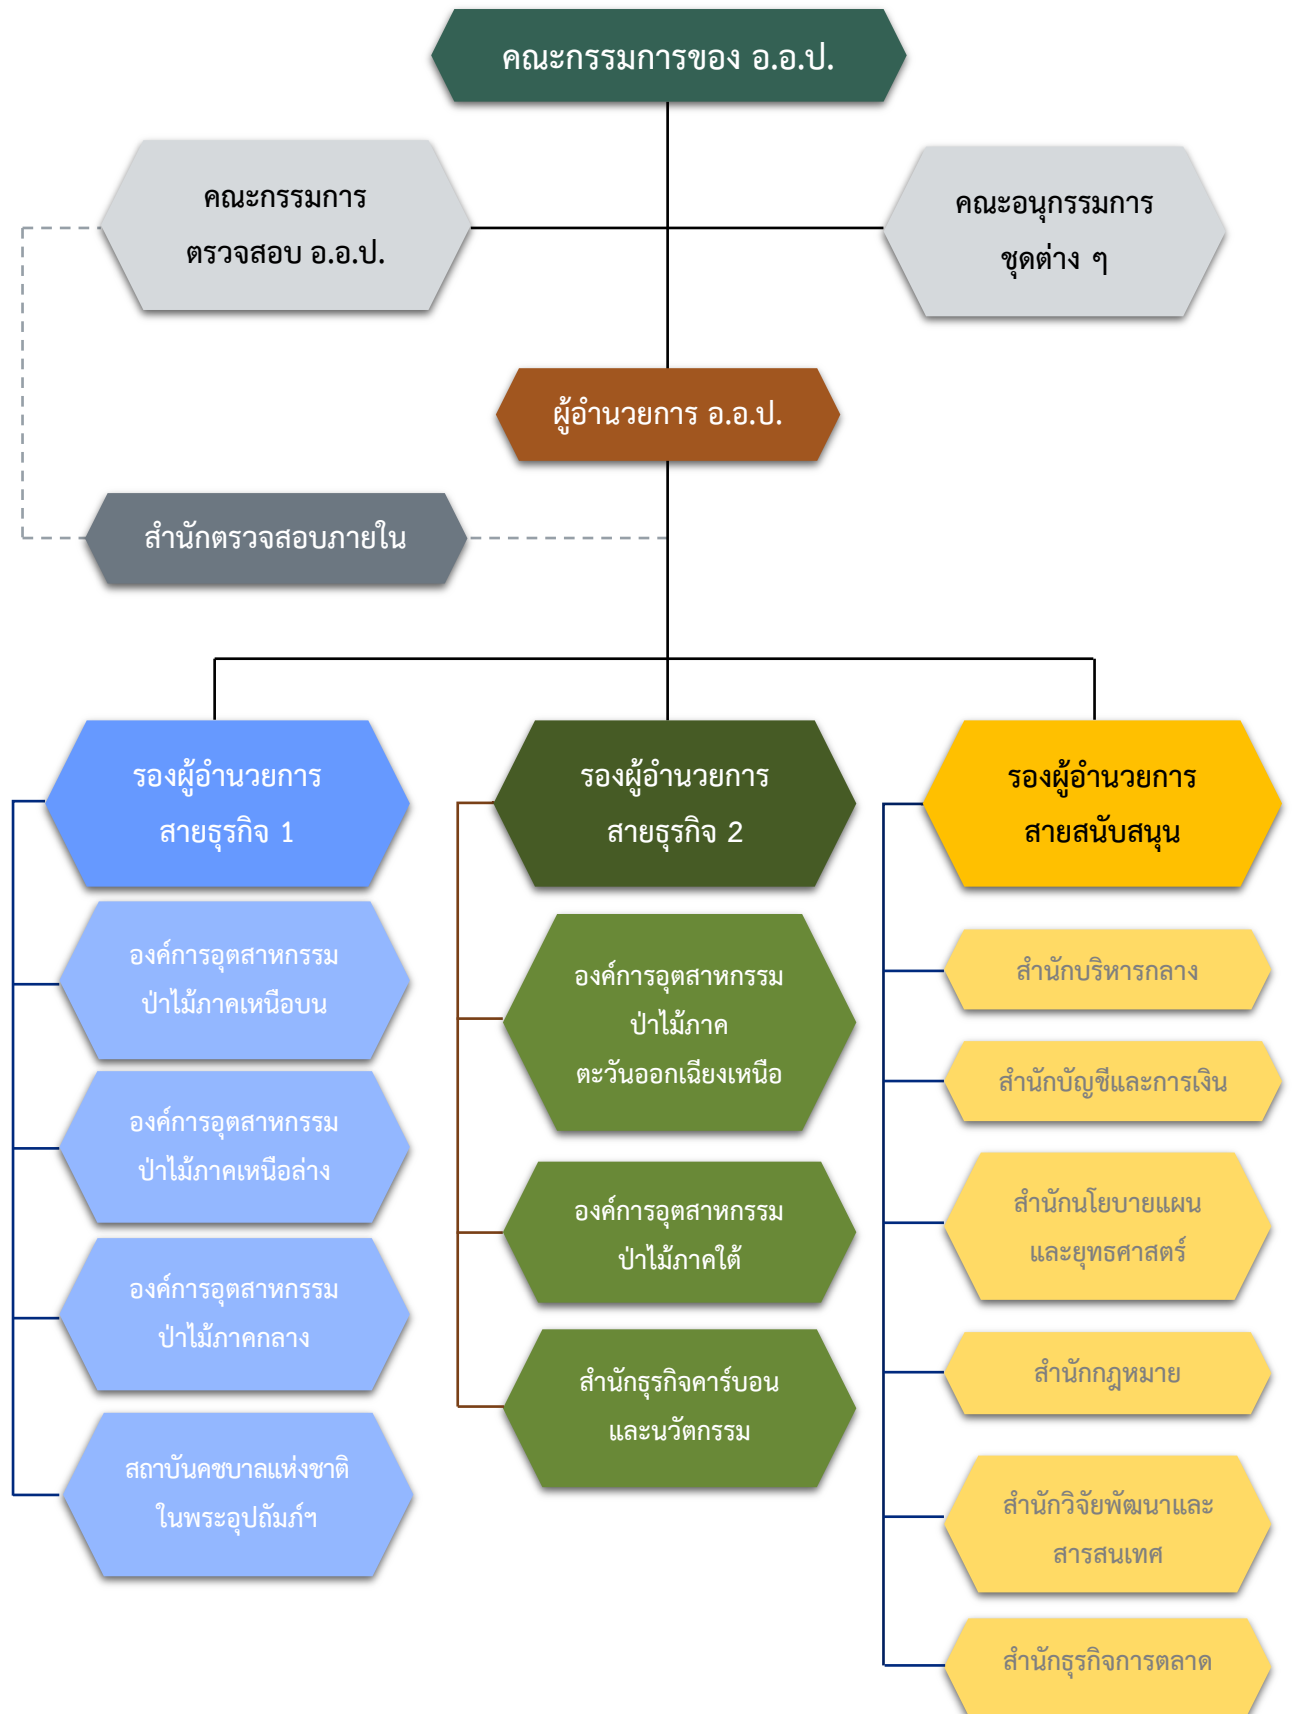 คณะกรรมการของ อ.อ.ป.
คณะกรรมการ
ตรวจสอบ อ.อ.ป.
คณะอนุกรรมการ
ชุดต่าง ๆ
ผู้อำนวยการ อ.อ.ป.
สำนักตรวจสอบภายใน
รองผู้อำนวยการ
สายธุรกิจ 1
องค์การอุตสาหกรรม
ป่าไม้ภาคเหนือบน
องค์การอุตสาหกรรม
ป่าไม้ภาคเหนือล่าง
องค์การอุตสาหกรรม
ป่าไม้ภาคกลาง
สถาบันคชบาลแห่งชาติ
ในพระอุปถัมภ์ฯ
รองผู้อำนวยการ
สายธุรกิจ 2
องค์การอุตสาหกรรม
ป่าไม้ภาค
ตะวันออกเฉียงเหนือ
องค์การอุตสาหกรรม
ป่าไม้ภาคใต้
สำนักธุรกิจคาร์บอน
และนวัตกรรม
รองผู้อำนวยการ
สายสนับสนุน
สำนักบริหารกลาง
สำนักบัญชีและการเงิน
สำนักนโยบายแผน
และยุทธศาสตร์
สำนักกฎหมาย
สำนักวิจัยพัฒนาและ
สารสนเทศ
สำนักธุรกิจการตลาด